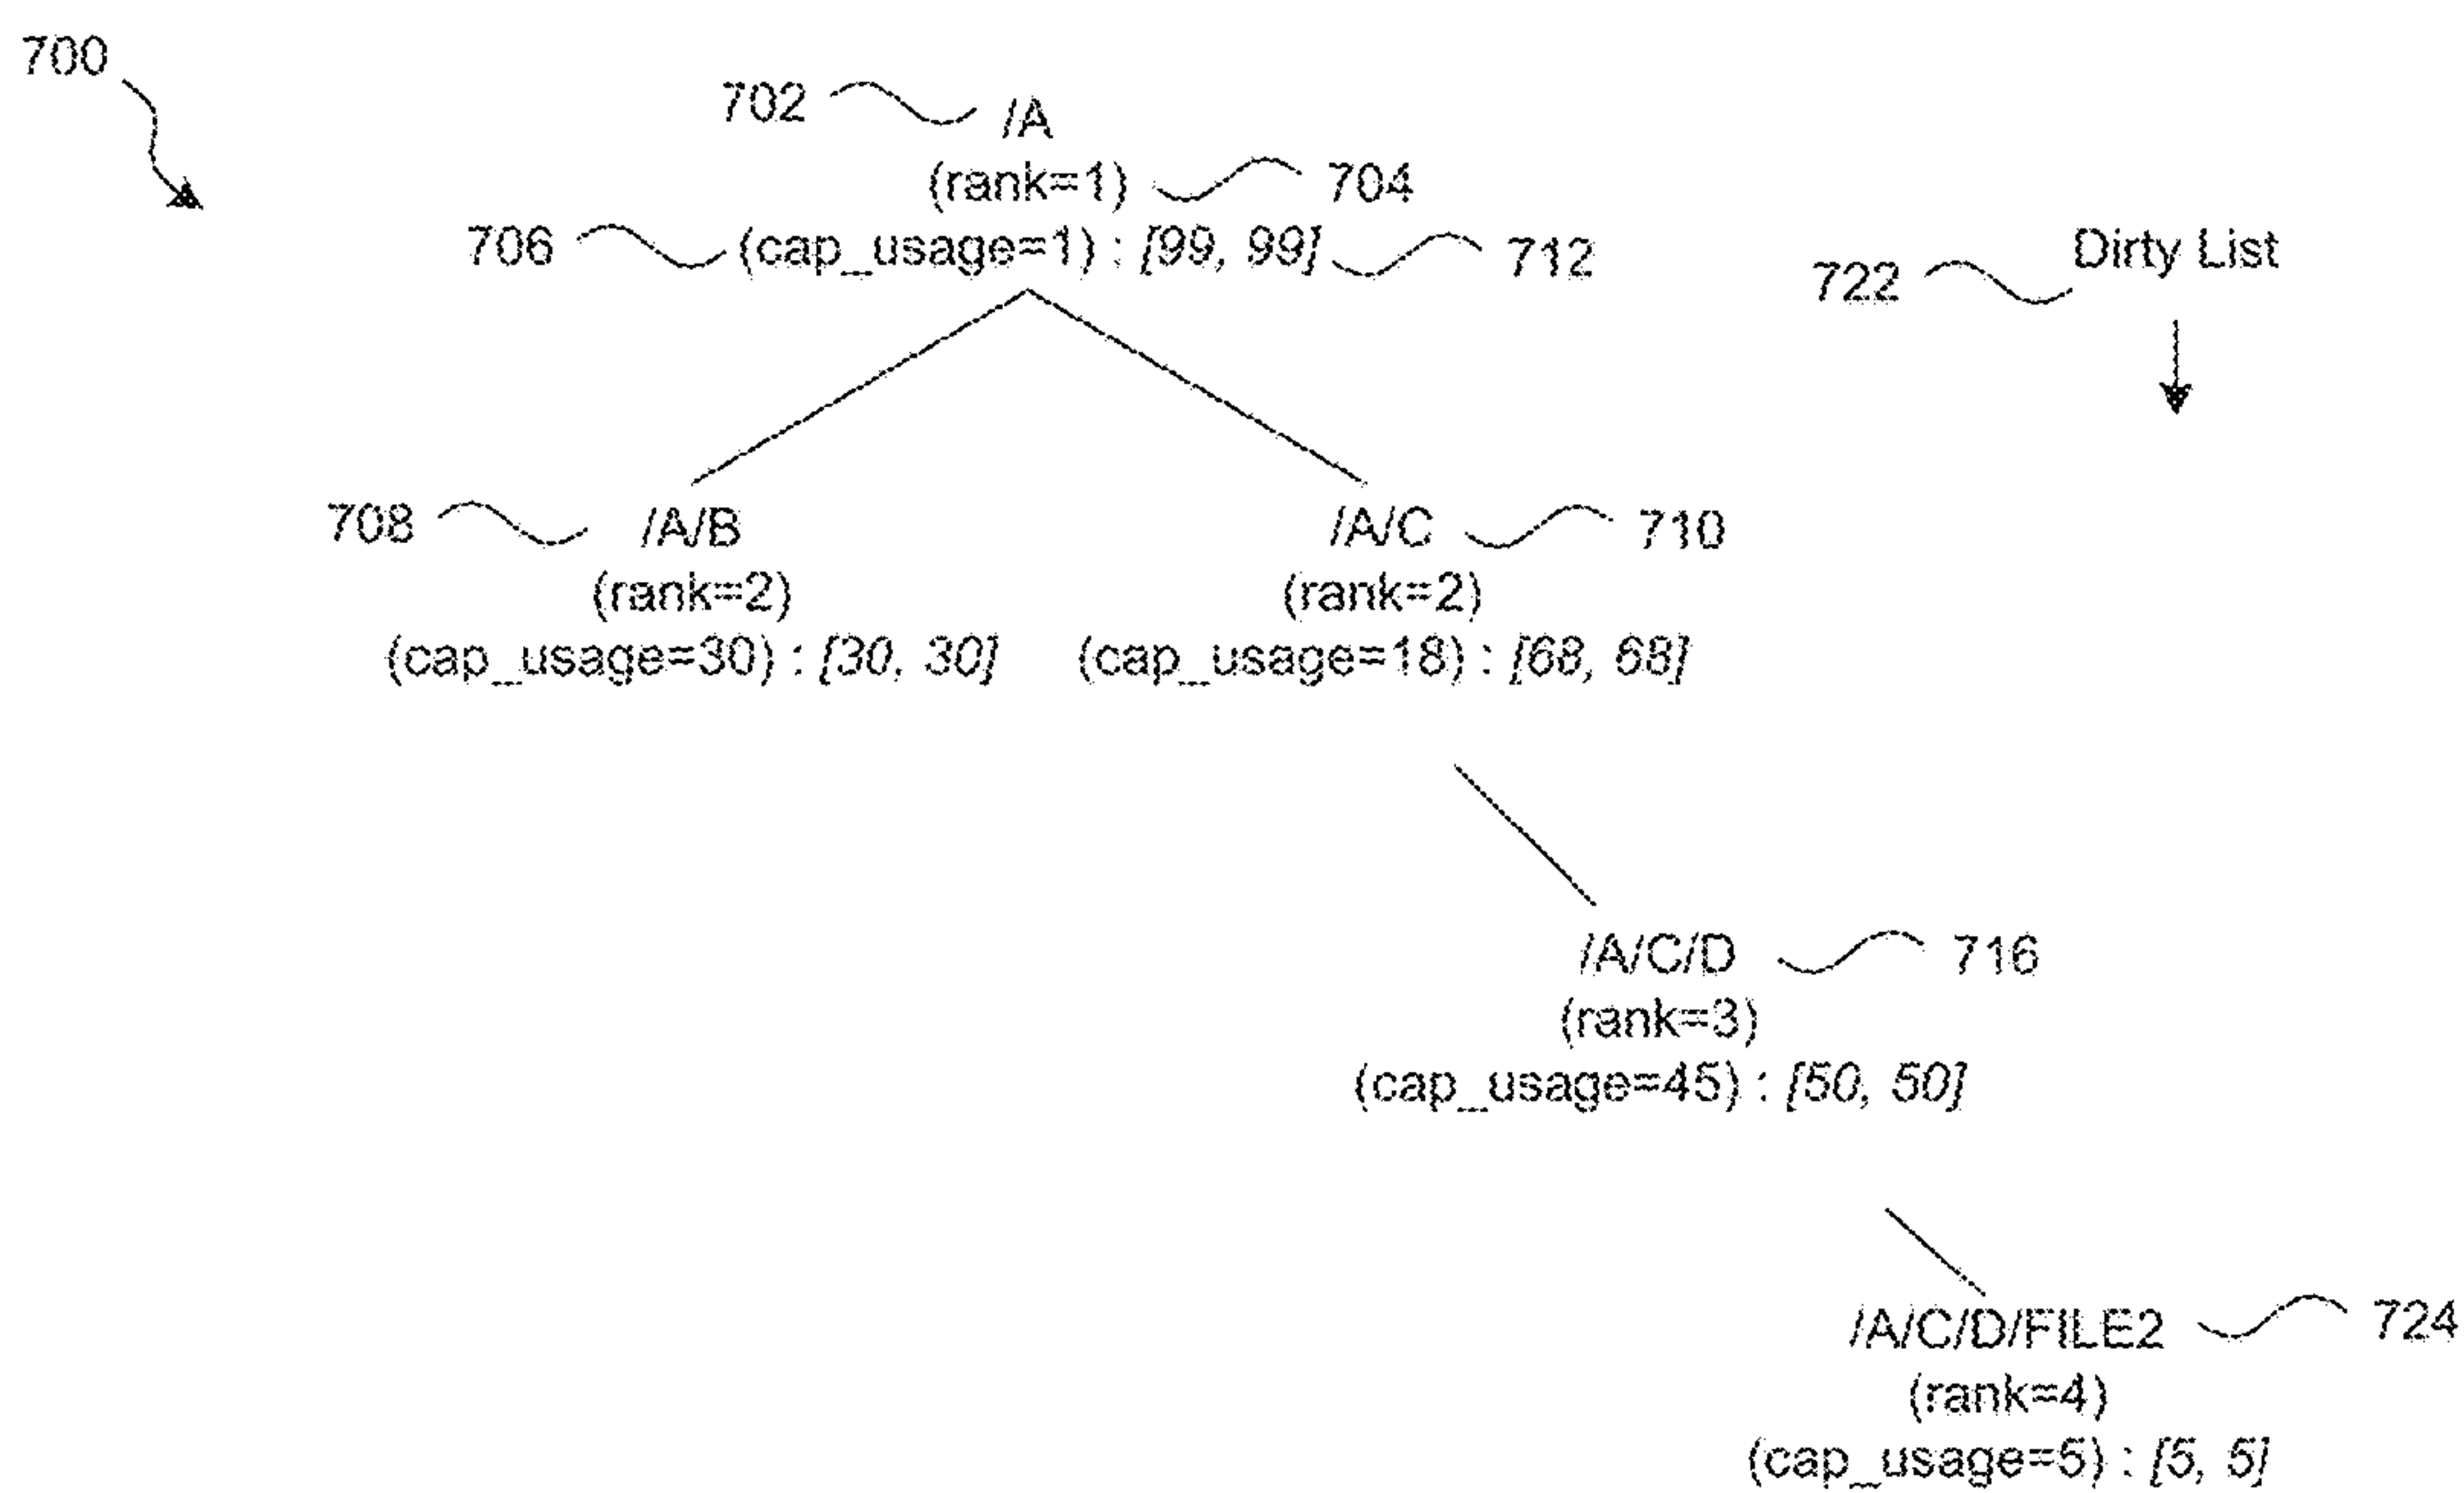 700
702 /A
(rank=1) 704
706 (cap_usage=1) : [99, 99] 712
722 Dirty List
708 /A/B
/A/C 710
(rank=2)
(rank=2)
(cap_usage=30) : [30, 30]
(cap_usage=18) : [68, 68]
/A/C/D 716
(rank=3)
(cap_usage=45) : [50, 50]
/A/C/D/FILE2 724
(rank=4)
(cap_usage=5) : [5, 5]